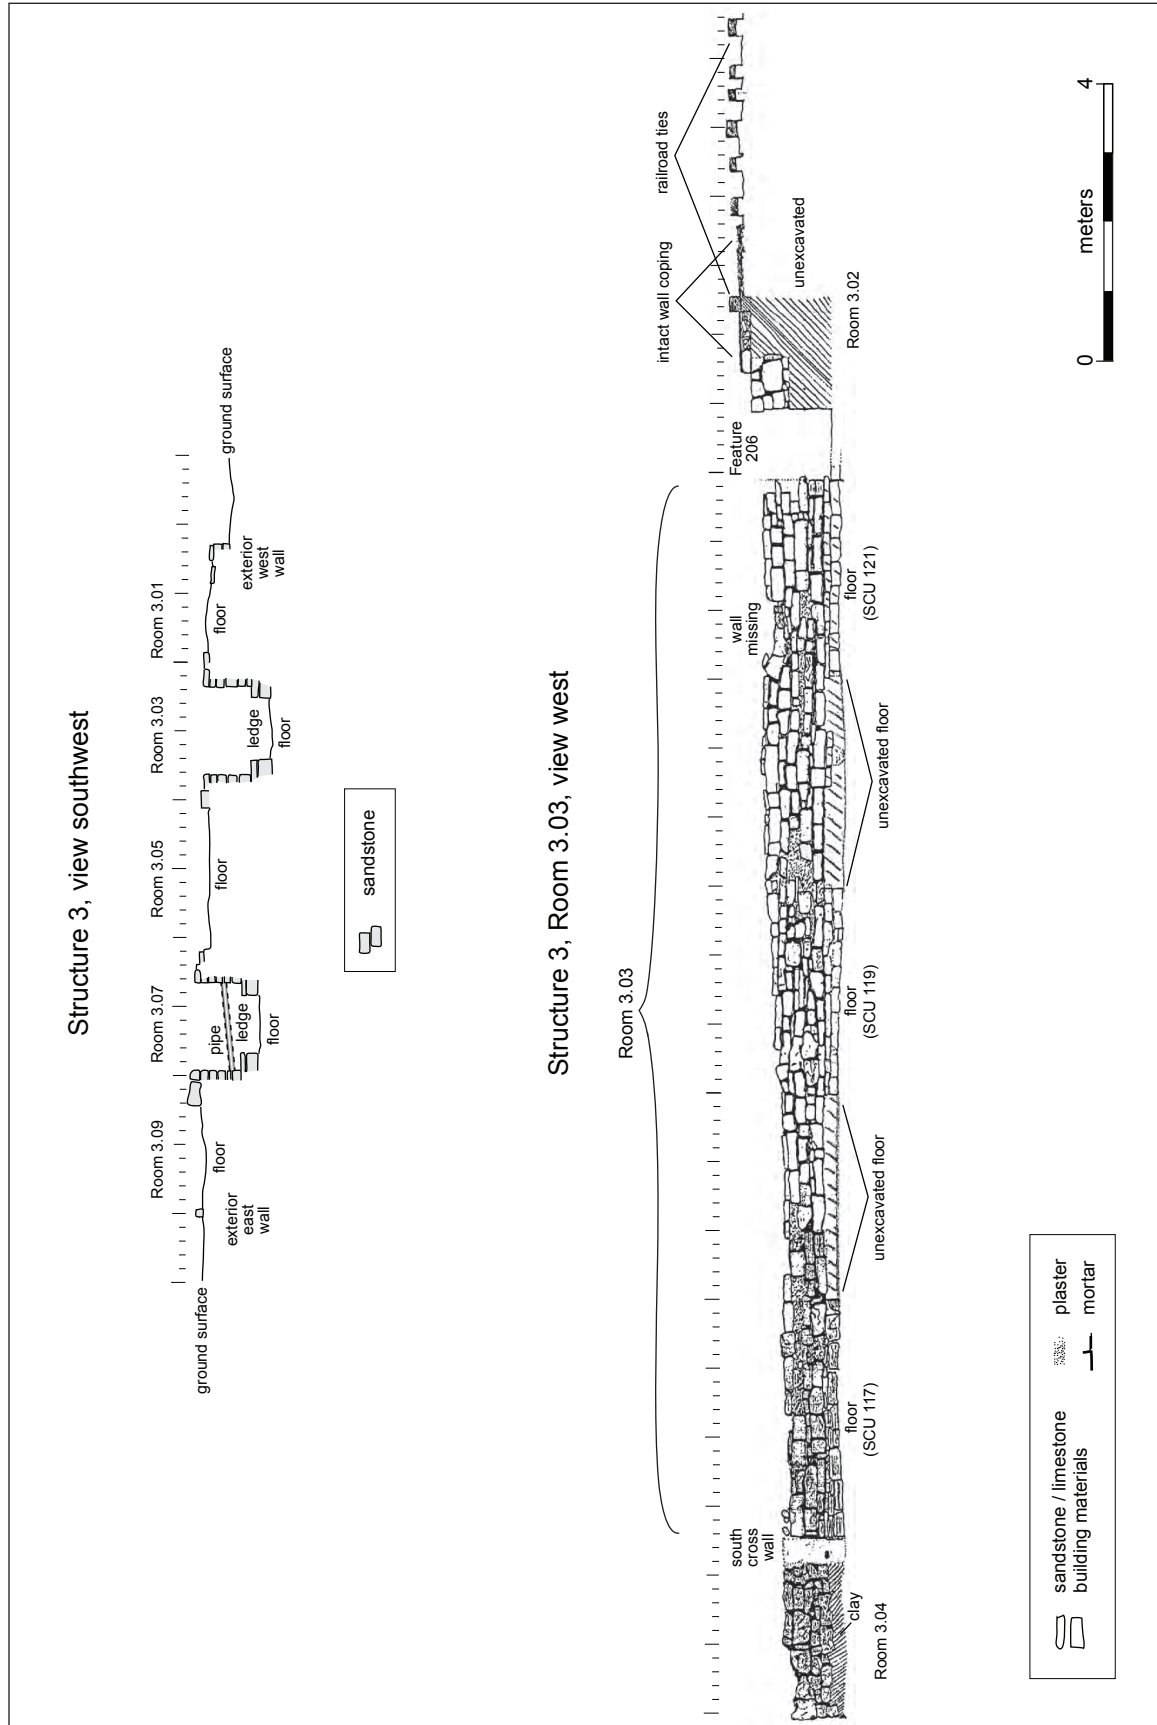 Structure 3, view southwest
Room 3.09
Room 3.07
Room 3.05
Room 3.03
Room 3.01
ground surface
exterior
east
wall
floor
pipe
ledge
floor
floor
ledge
floor
floor
exterior
west
wall
ground surface
sandstone
Structure 3, Room 3.03, view west
Room 3.03
south
cross
wall
wall
missing
Feature
206
intact wall coping
railroad ties
unexcavated
clay
Room 3.04
floor
(SCU 117)
unexcavated floor
floor
(SCU 119)
unexcavated floor
floor
(SCU 121)
Room 3.02
sandstone / limestone
building materials
plaster
mortar
0
meters
4